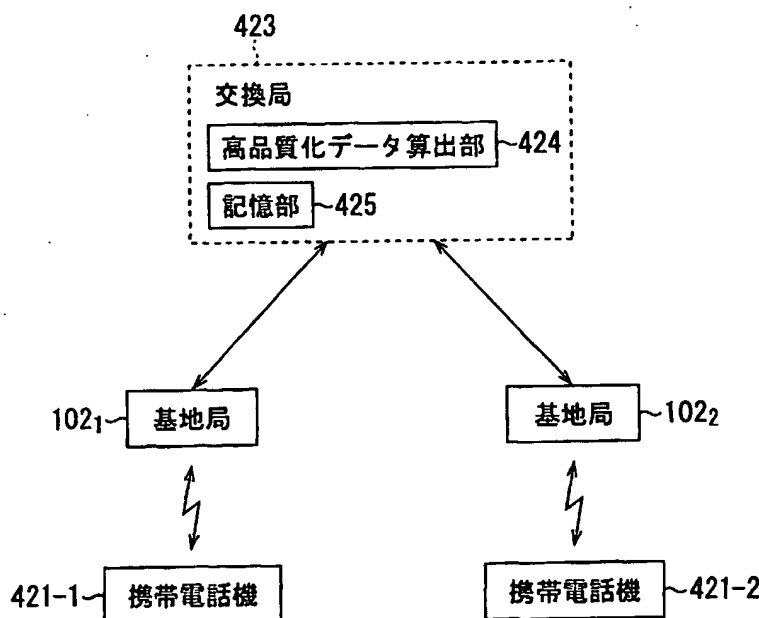 423
交換局
高品質化データ算出部 424
記憶部 425
102₁ 基地局
基地局 102₂
421-1 携帯電話機
携帯電話機 421-2